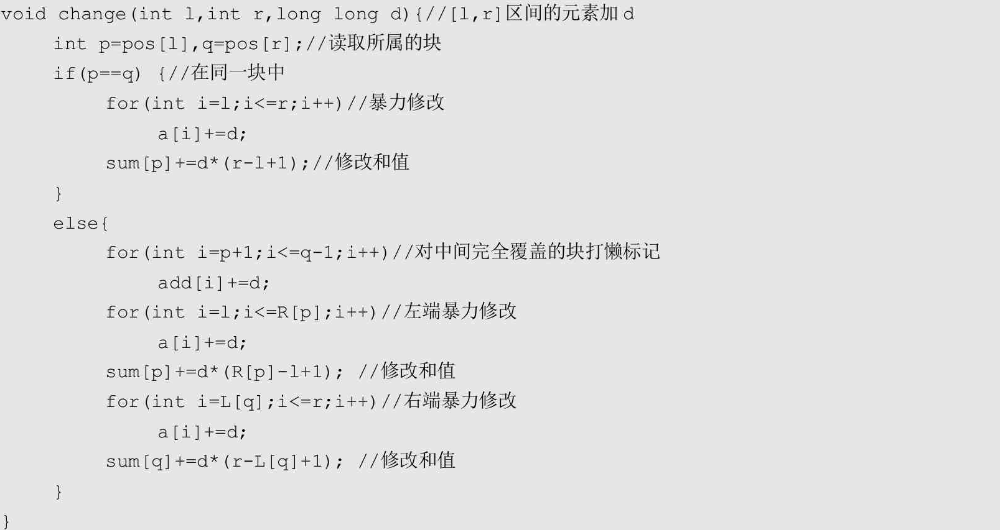 void change(int l,int r,long long d){//[l,r]区间的元素加 d
int p=pos[l],q=pos[r];//读取所属的块
if(p==q) {//在同一块中
for(int i=l;i<=r;i++)//暴力修改
a[i]+=d;
sum[p]+=d*(r-l+1);//修改和值
}
else{
for(int i=p+1;i<=q-1;i++)//对中间完全覆盖的块打懒标记
add[i]+=d;
for(int i=l;i<=R[p];i++)//左端暴力修改
a[i]+=d;
sum[p]+=d*(R[p]-l+1); //修改和值
for(int i=L[q];i<=r;i++)//右端暴力修改
a[i]+=d;
sum[q]+=d*(r-L[q]+1); //修改和值
}
}